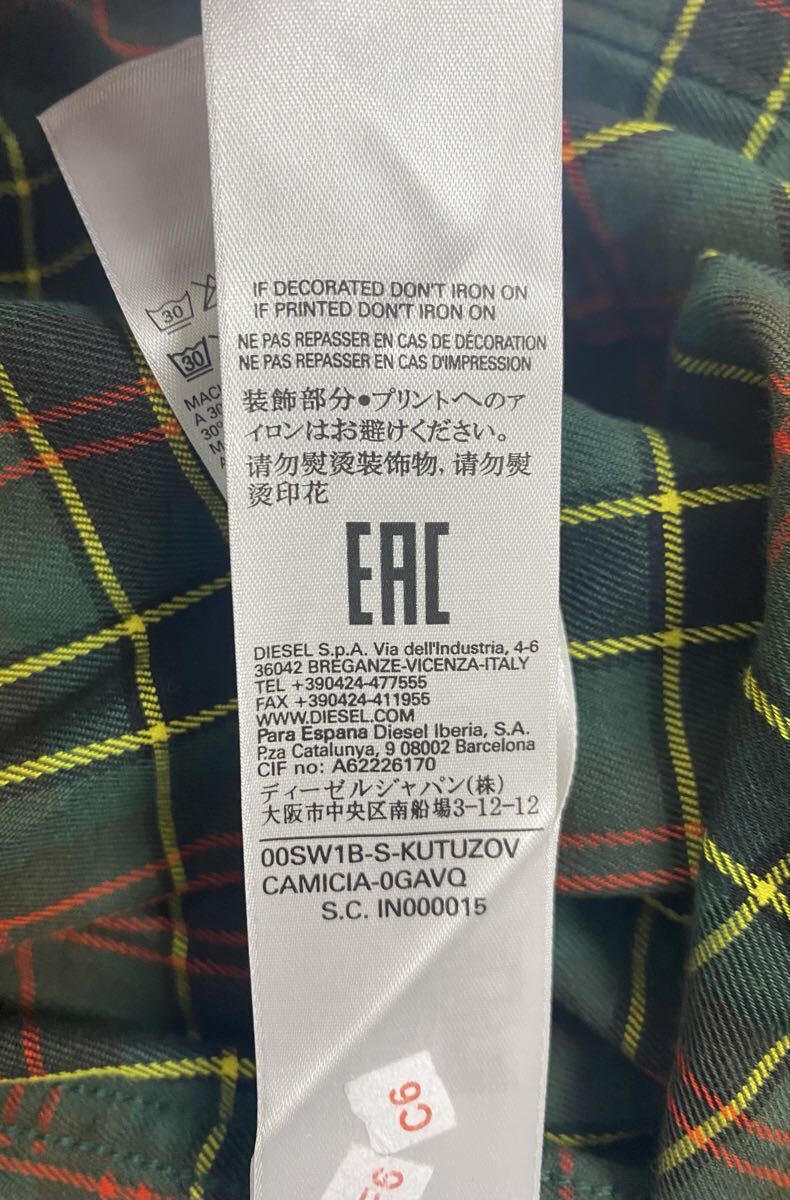 IF DECORATED DON'T IRON ON
IF PRINTED DON'T IRON ON
NE PAS REPASSER EN CAS DE DÉCORATION
NE PAS REPASSER EN CAS D'IMPRESSION
装飾部分●プリントへのア
イロンはお避けください。
请勿熨烫装饰物, 请勿熨
烫印花
EAC
DIESEL S.p.A. Via dell'Industria, 4-6
36042 BREGANZE-VICENZA-ITALY
TEL +390424-477555
FAX +390424-411955
WWW.DIESEL.COM
Para Espana Diesel Iberia, S.A.
P.za Catalunya, 9 08002 Barcelona
CIF no: A62226170
ディーゼルジャパン(株)
大阪市中央区南船場3-12-12
00SW1B-S-KUTUZOV
CAMICIA-0GAVQ
S.C. IN000015
C6
30
30
A 30